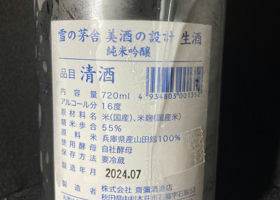 雪の茅舎 美酒の設計 生酒
純米吟醸
品目 清酒
内容量 720ml
アルコール分 16度
原材料名 米(国産)、米麹(国産米)
精米歩合 55%
原料米 兵庫県産山田錦100%
使用酵母 自社酵母
保存方法 要冷蔵
製造年月 2024.07
製造者 株式会社 齋彌酒造店